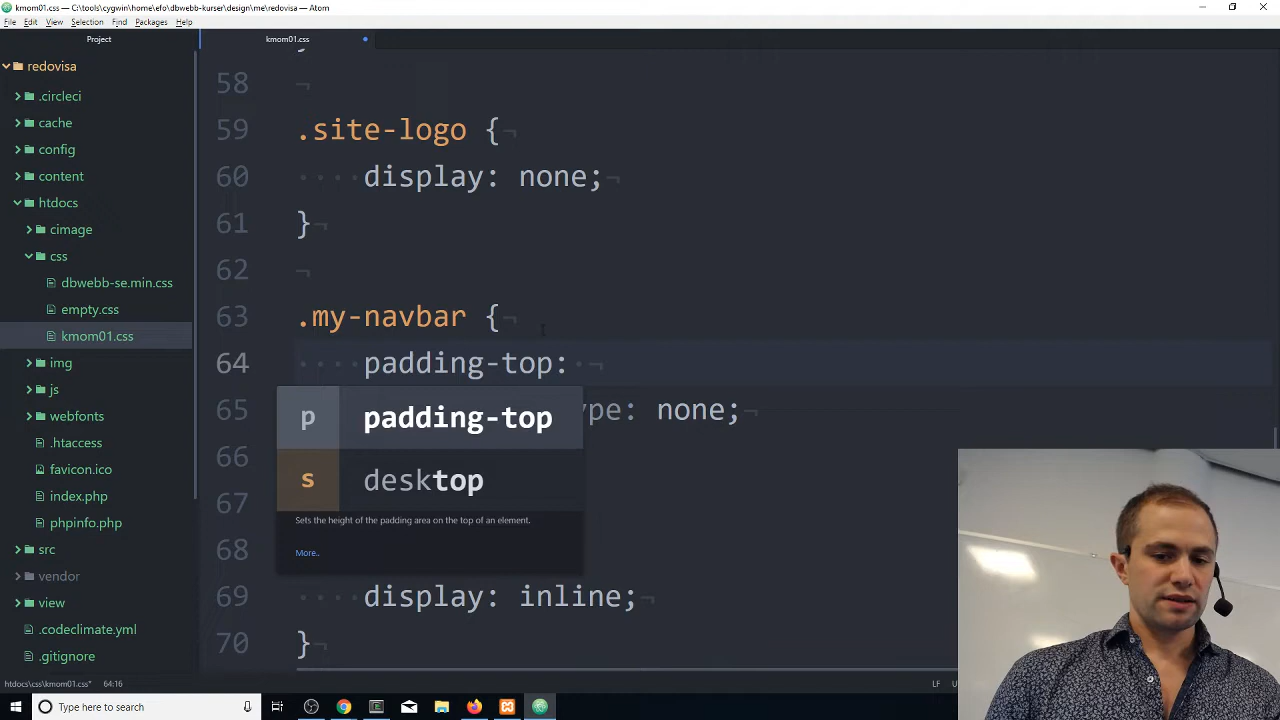 kmom01.css — C:\tools\cygwin\home\efo\dbwebb-kurser\design\me\redovisa — Atom
File Edit View Selection Find Packages Help
Project
kmom01.css
redovisa
.circleci
cache
config
content
htdocs
cimage
css
dbwebb-se.min.css
empty.css
kmom01.css
img
js
webfonts
.htaccess
favicon.ico
index.php
phpinfo.php
src
vendor
view
.codeclimate.yml
.gitignore
}
58
59 .site-logo {
60 display: none;
61 }
62
63 .my-navbar {
64 padding-top:
65 ype: none;
66
67
68
69 display: inline;
70 }
p padding-top
s desktop
Sets the height of the padding area on the top of an element.
More..
htdocs\css\kmom01.css* 64:16
LF U
Type here to search